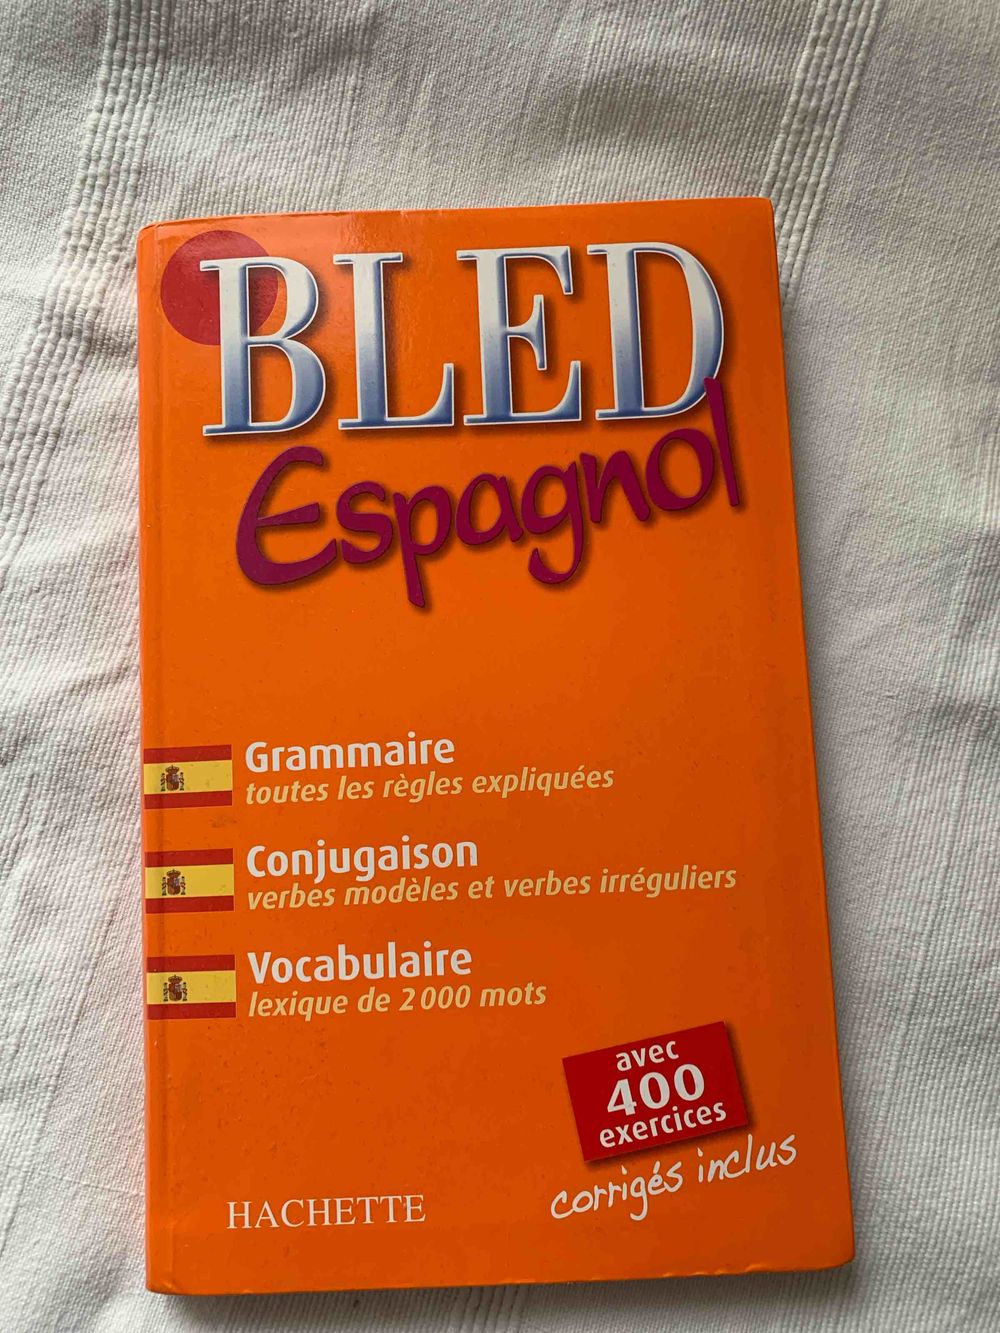 BLED
Espagnol
Grammaire
toutes les règles expliquées
Conjugaison
verbes modèles et verbes irréguliers
Vocabulaire
lexique de 2 000 mots
avec
400
exercices
corrigés inclus
HACHETTE